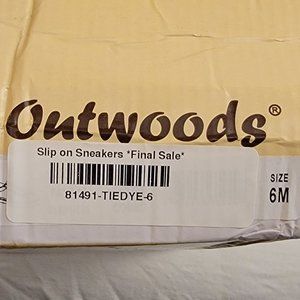 Outwoods®
Slip on Sneakers *Final Sale*
81491-TIEDYE-6
SIZE
6M